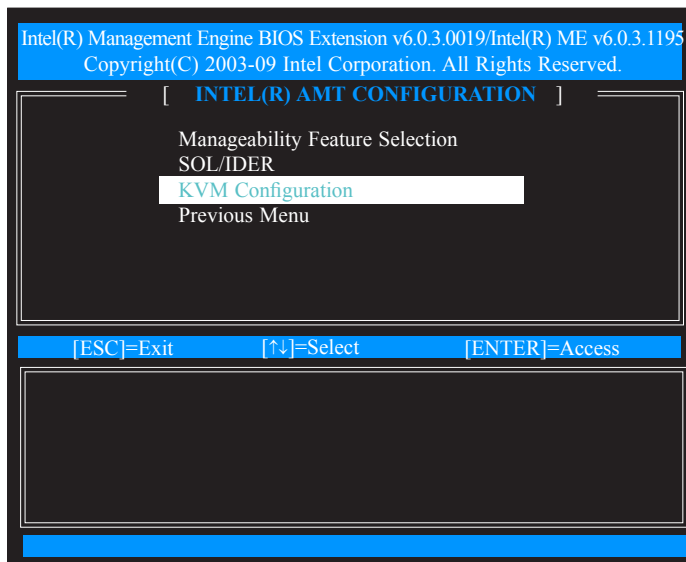 Intel(R) Management Engine BIOS Extension v6.0.3.0019/Intel(R) ME v6.0.3.1195
Copyright(C) 2003-09 Intel Corporation. All Rights Reserved.
[ INTEL(R) AMT CONFIGURATION ]
Manageability Feature Selection
SOL/IDER
KVM Configuration
Previous Menu
[ESC]=Exit [↑↓]=Select [ENTER]=Access